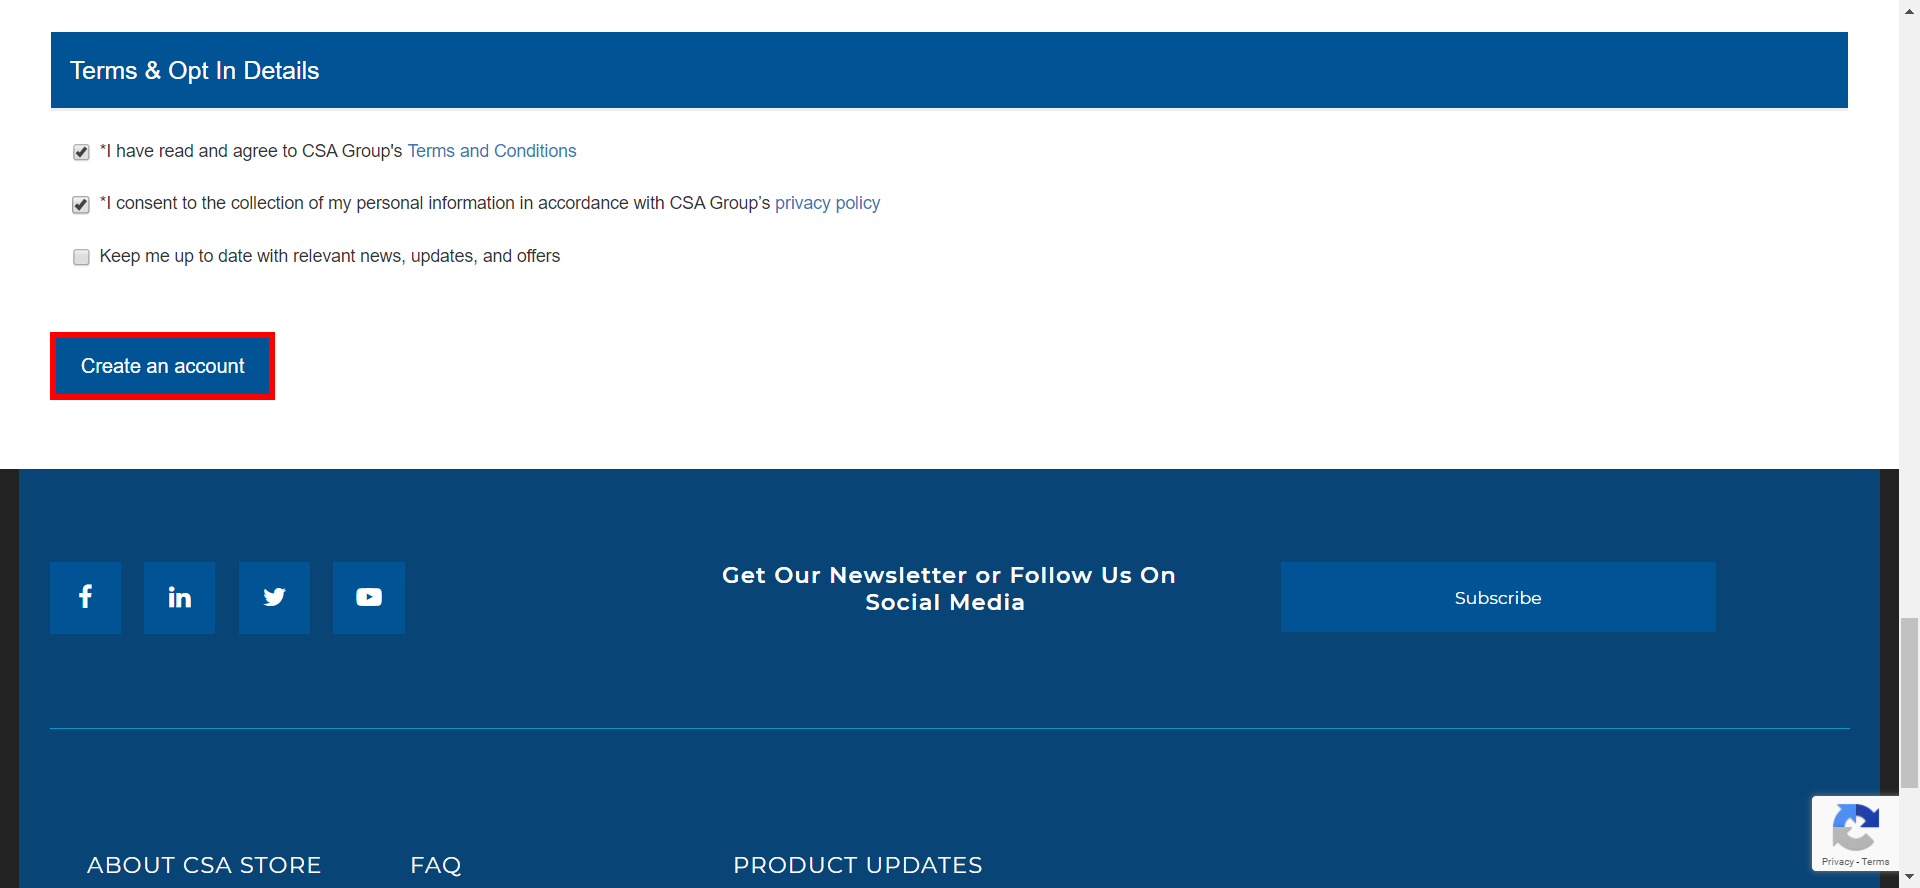 Terms & Opt In Details
*I have read and agree to CSA Group's Terms and Conditions
*I consent to the collection of my personal information in accordance with CSA Group’s privacy policy
Keep me up to date with relevant news, updates, and offers
Create an account
Get Our Newsletter or Follow Us On
Social Media
Subscribe
ABOUT CSA STORE
FAQ
PRODUCT UPDATES
Privacy - Terms